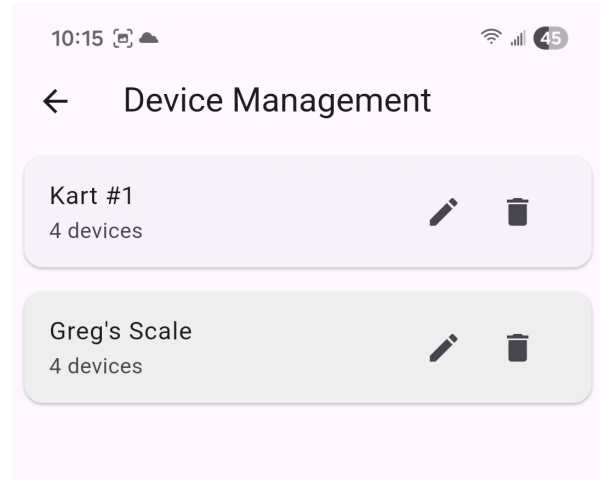 10:15
45
Device Management
Kart #1
4 devices
Greg's Scale
4 devices